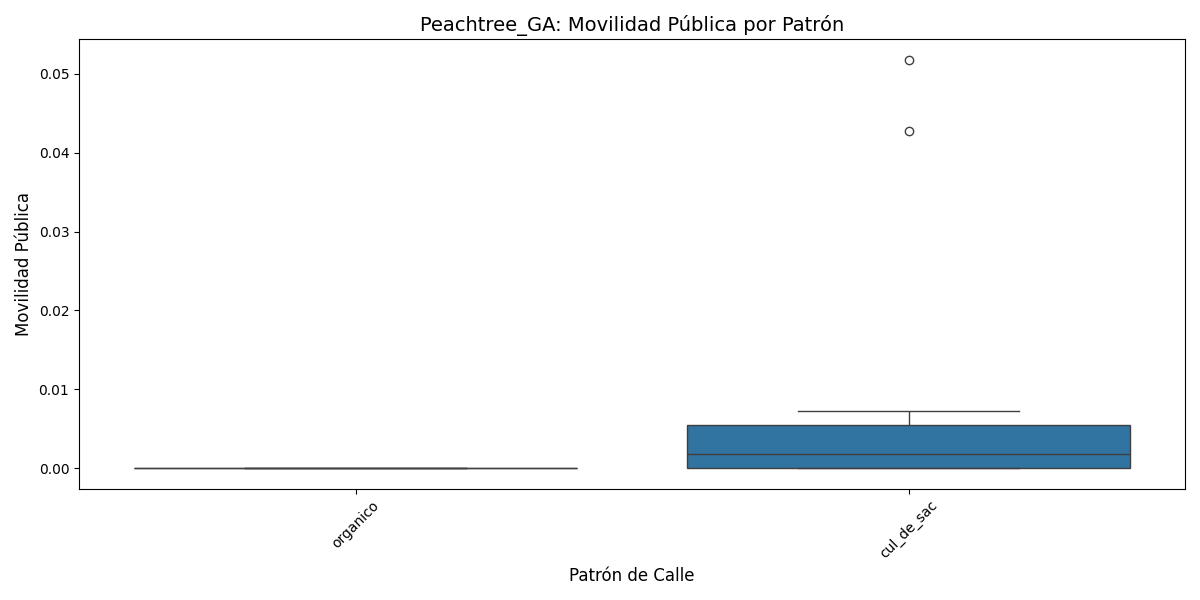 Peachtree_GA: Movilidad Pública por Patrón
Movilidad Pública
0.05
0.04
0.03
0.02
0.01
0.00
organico
cul_de_sac
Patrón de Calle